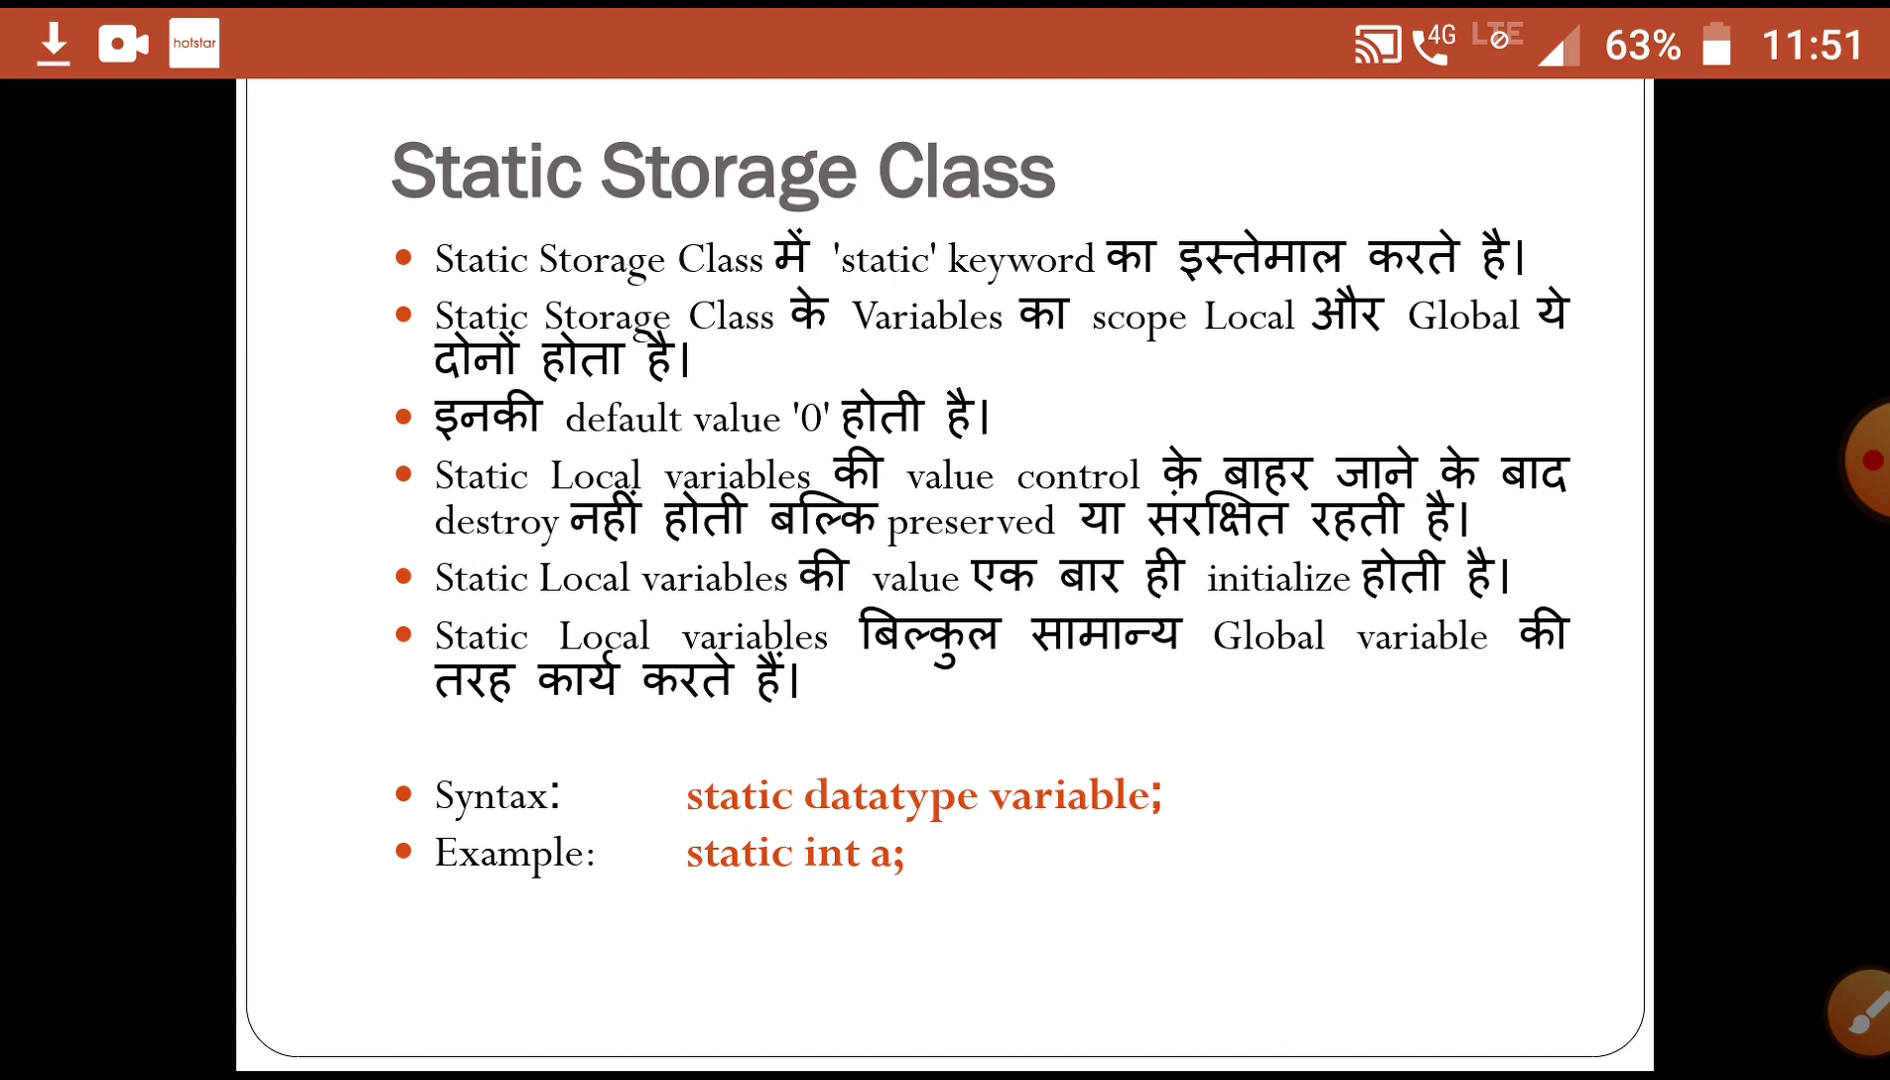 hotstar 4G LTE 63% 11:51
Static Storage Class
• Static Storage Class में 'static' keyword का इस्तेमाल करते है।
• Static Storage Class के Variables का scope Local और Global ये
दोनों होता है।
• इनकी default value '0' होती है।
• Static Local variables की value control के बाहर जाने के बाद
destroy नहीं होती बल्कि preserved या संरक्षित रहती है।
• Static Local variables की value एक बार ही initialize होती है।
• Static Local variables बिल्कुल सामान्य Global variable की
तरह कार्य करते हैं।
• Syntax: static datatype variable;
• Example: static int a;